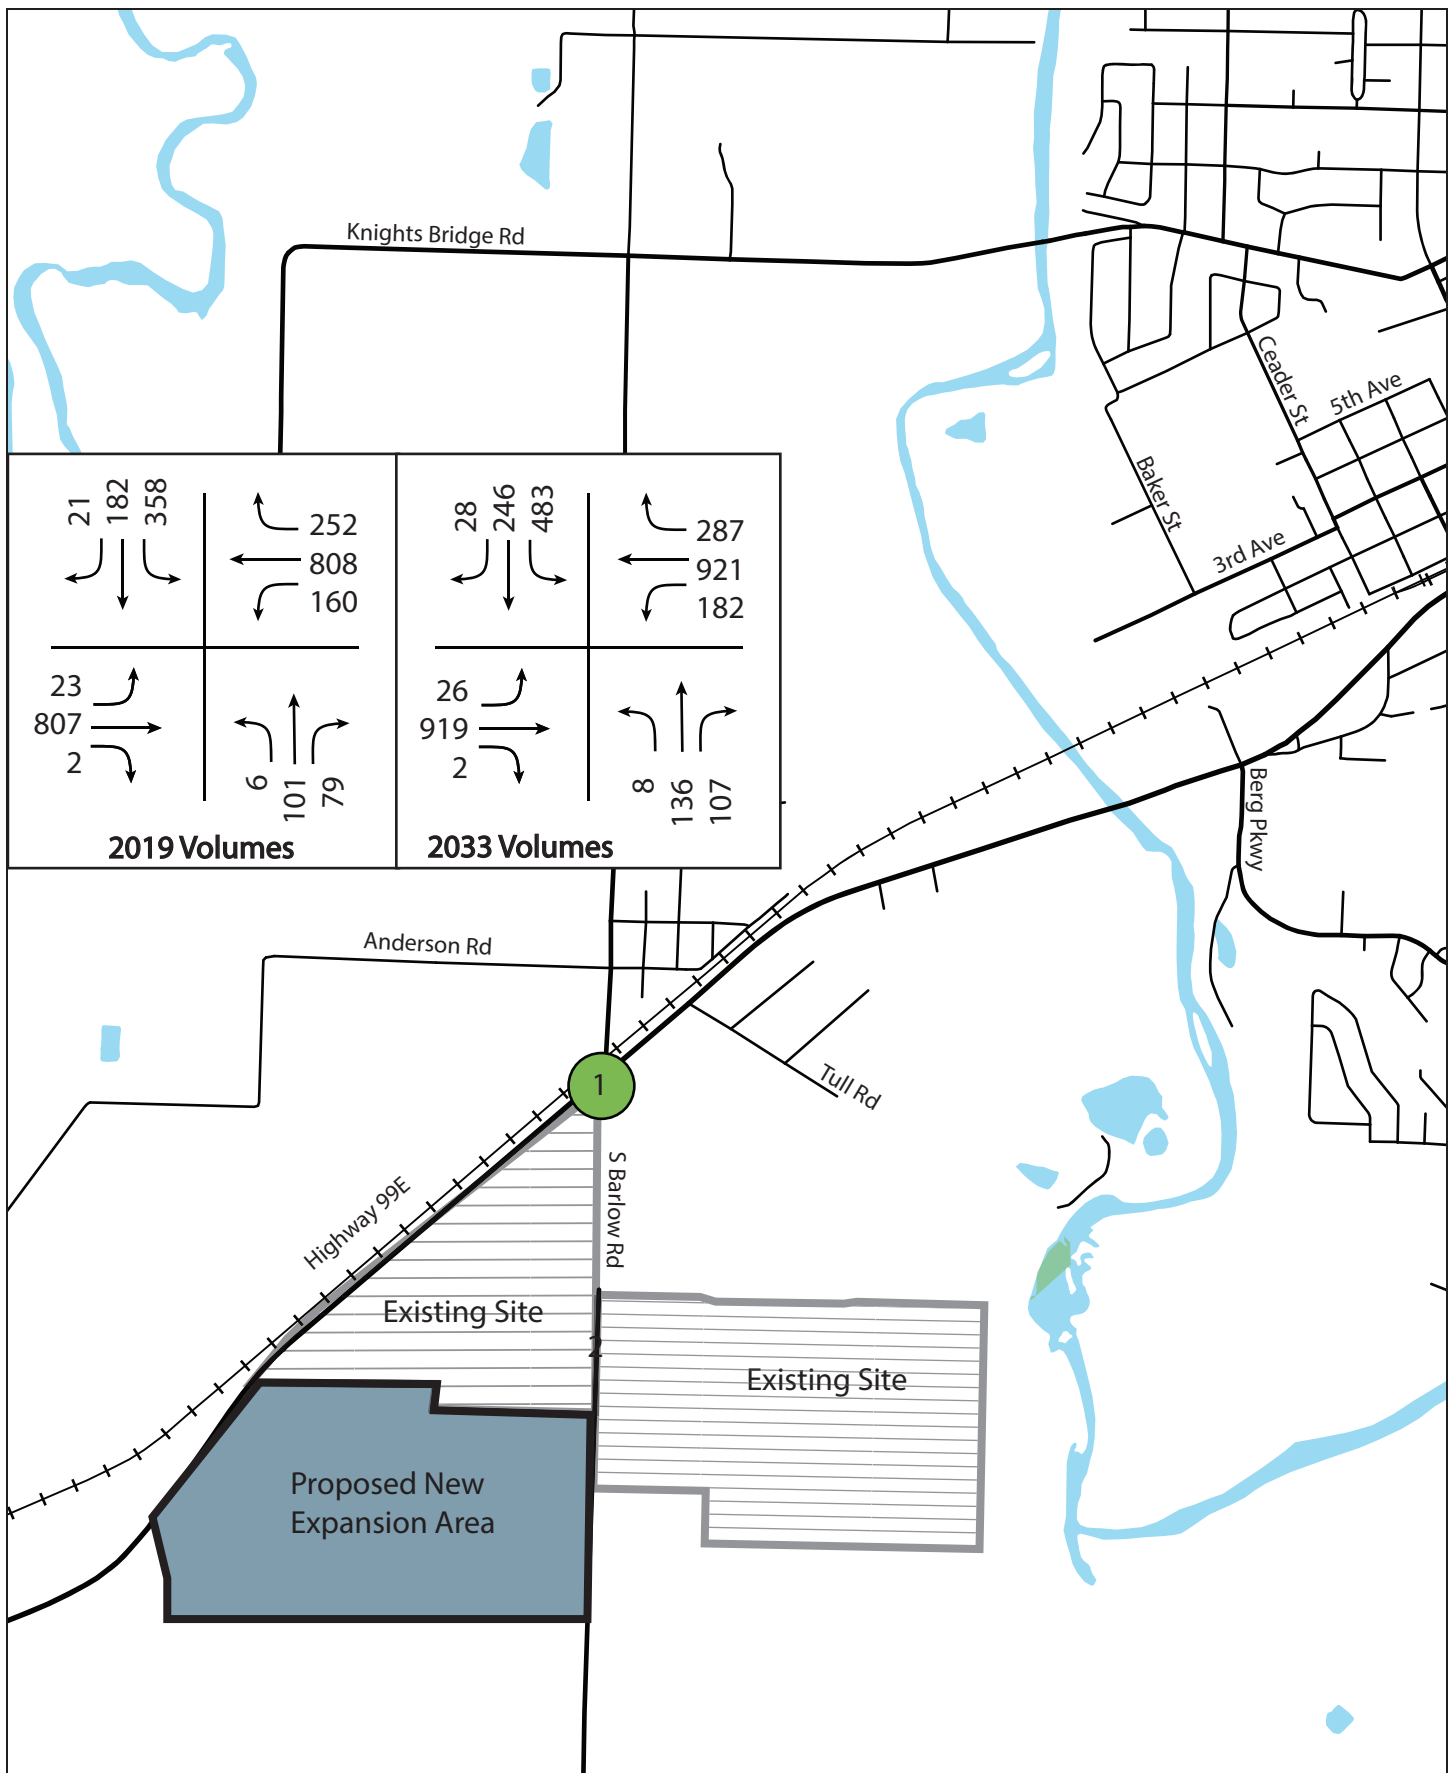 Knights Bridge Rd
Ceader St
5th Ave
Baker St
3rd Ave
21
182
358
252
808
160
23
807
2
6
101
79
2019 Volumes
28
246
483
287
921
182
26
919
2
8
136
107
2033 Volumes
Berg Pkwy
Anderson Rd
1
Tull Rd
Highway 99E
S Barlow Rd
Existing Site
2
Existing Site
Proposed New
Expansion Area